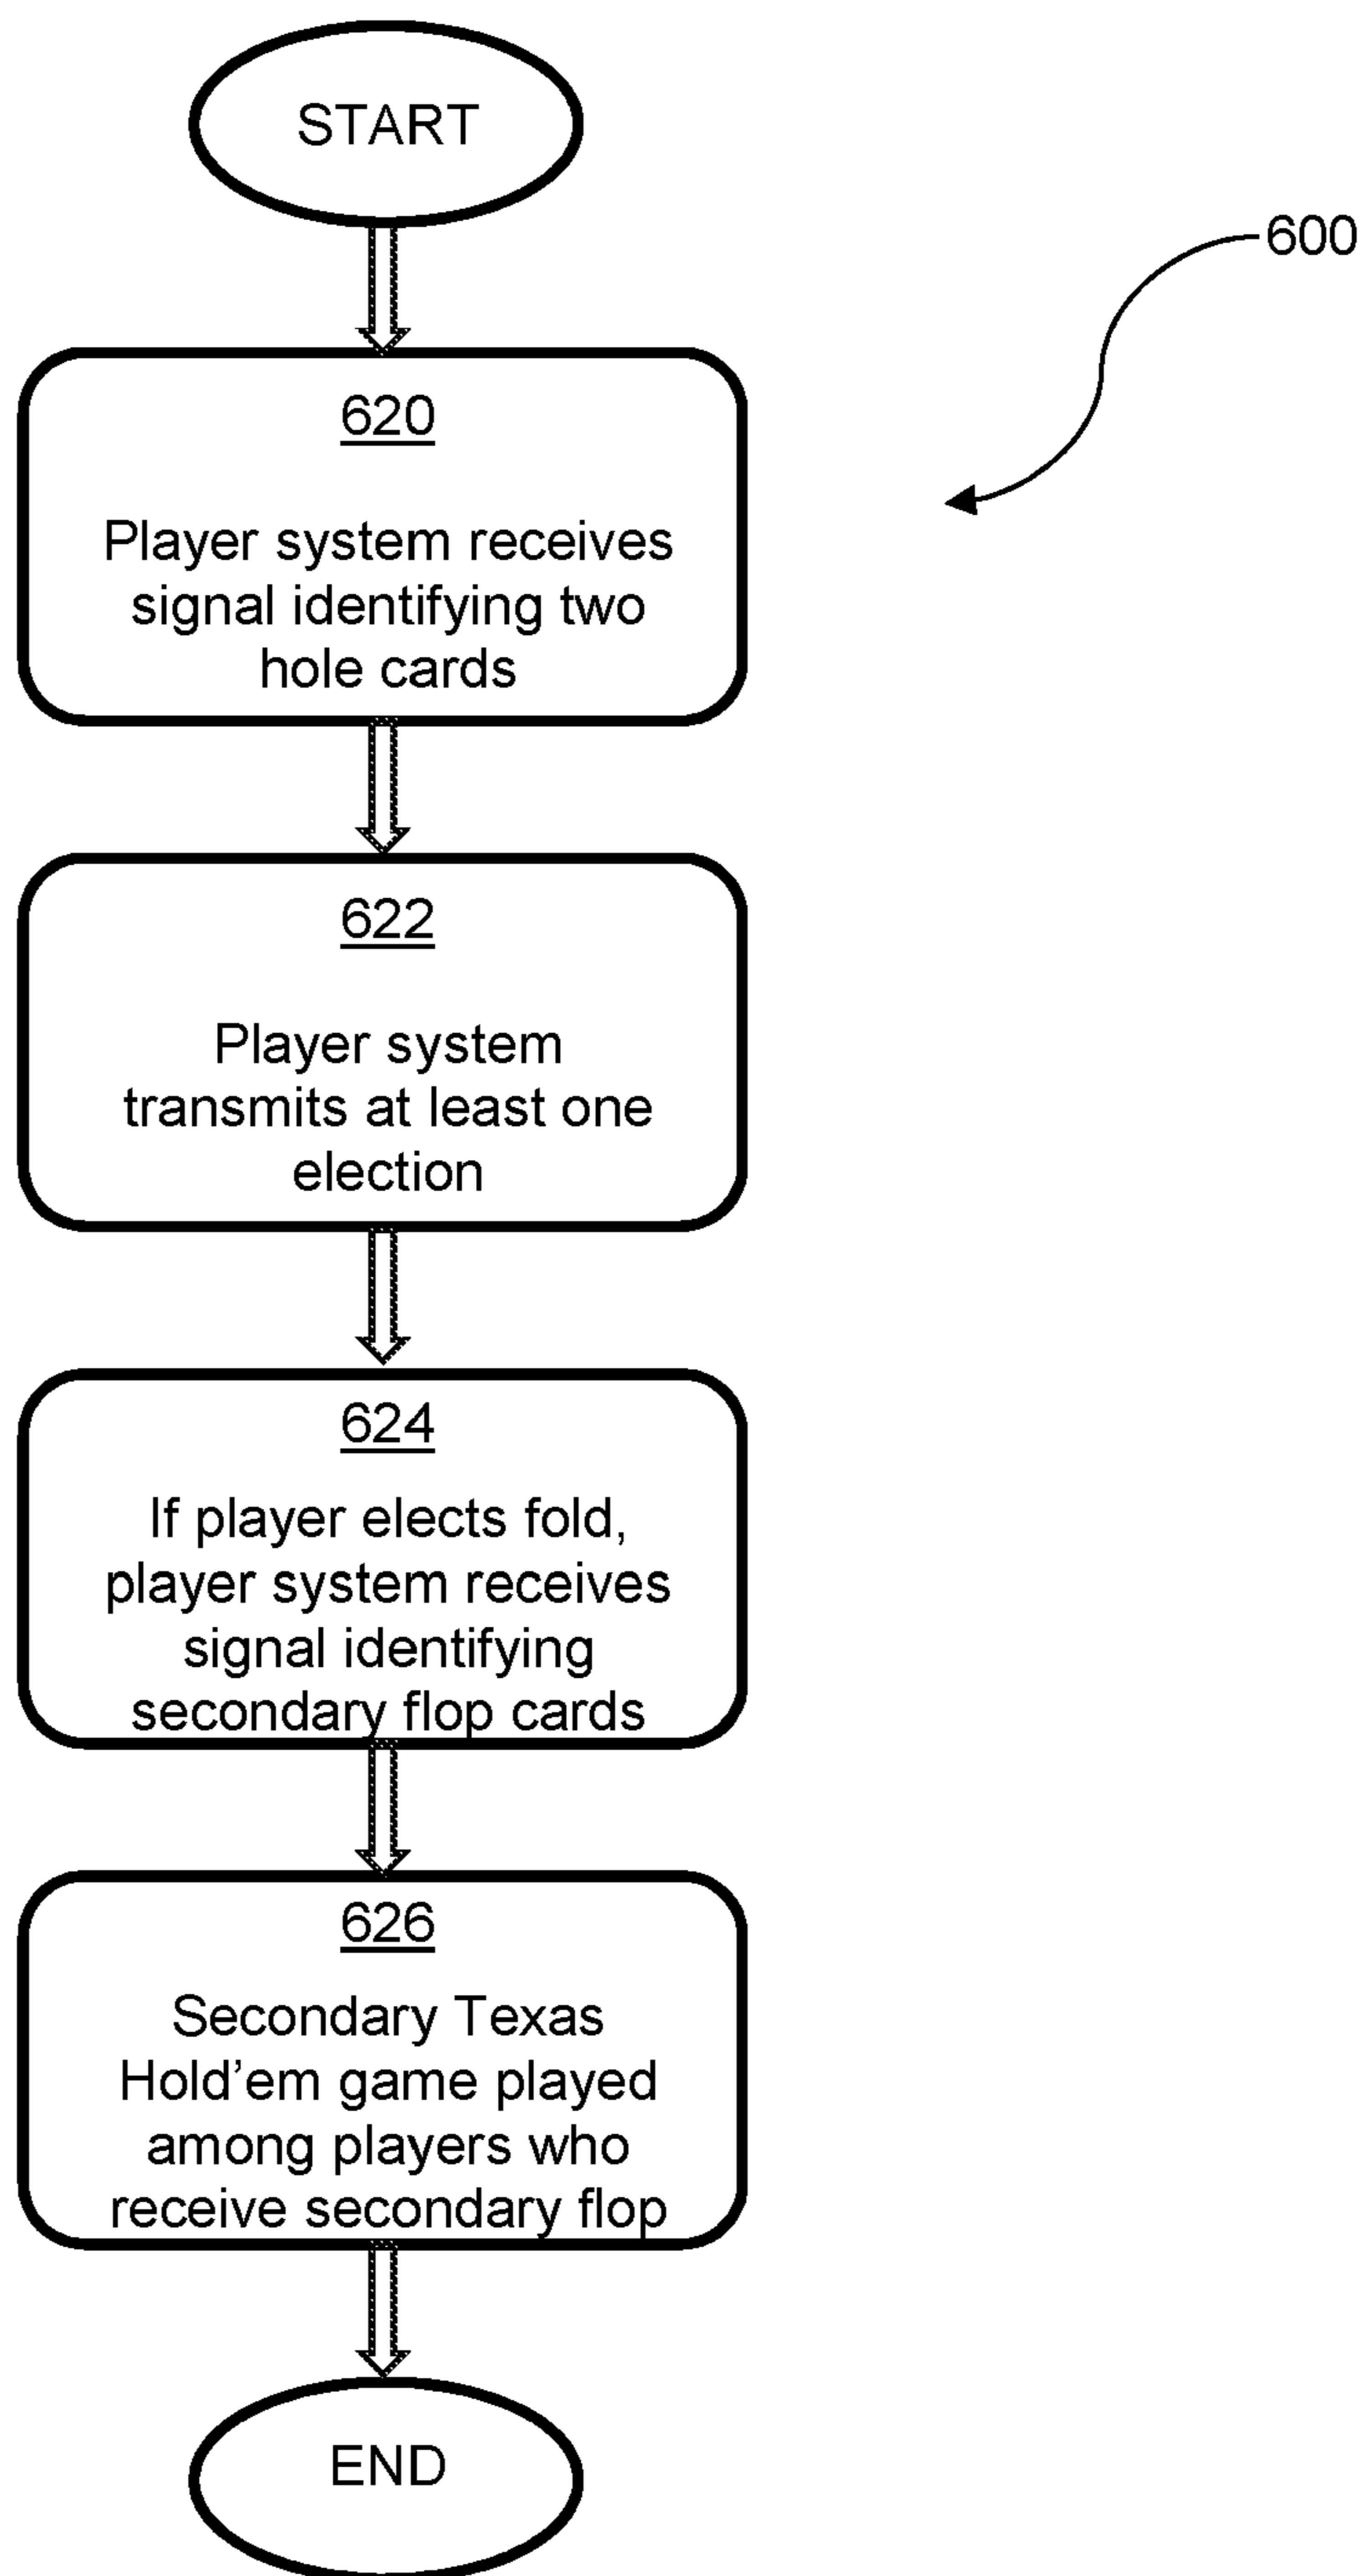 START
600
620
Player system receives
signal identifying two
hole cards
622
Player system
transmits at least one
election
624
If player elects fold,
player system receives
signal identifying
secondary flop cards
626
Secondary Texas
Hold’em game played
among players who
receive secondary flop
END